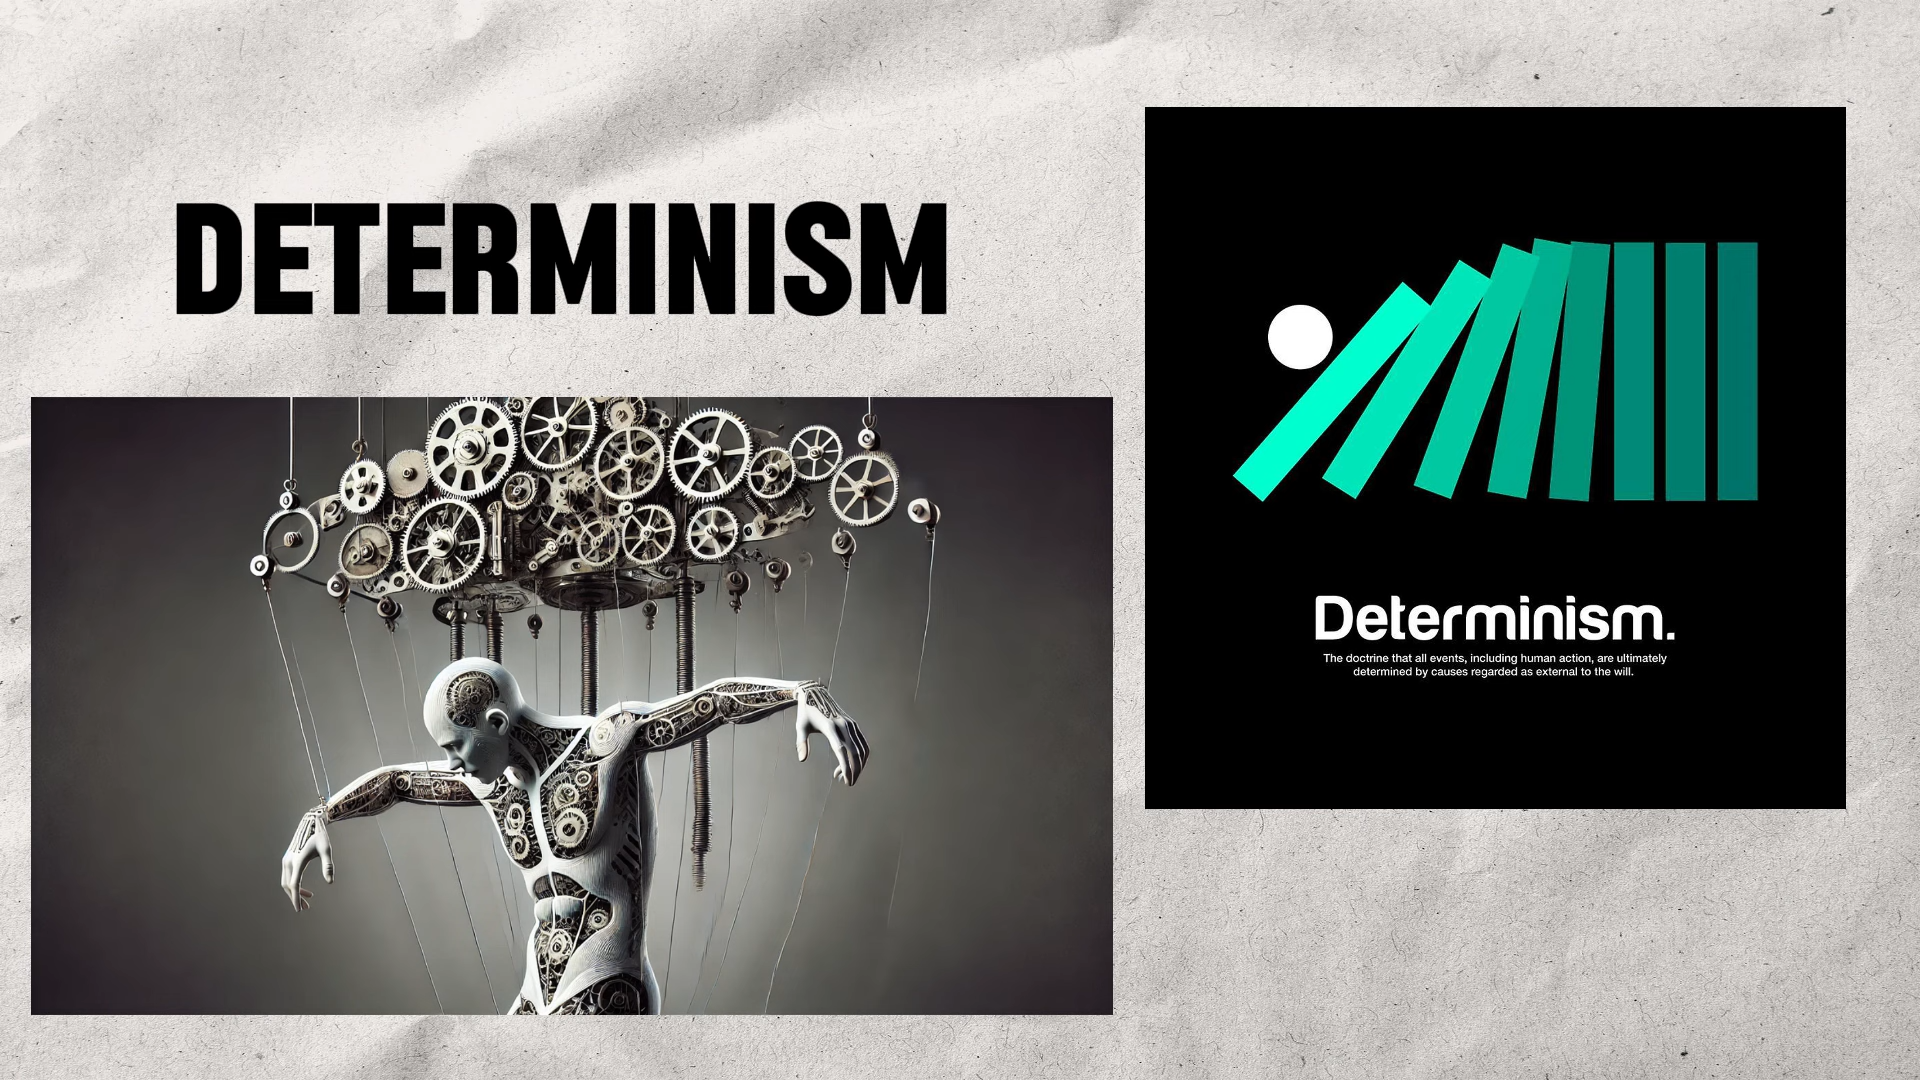 DETERMINISM
Determinism.
The doctrine that all events, including human action, are ultimately
determined by causes regarded as external to the will.